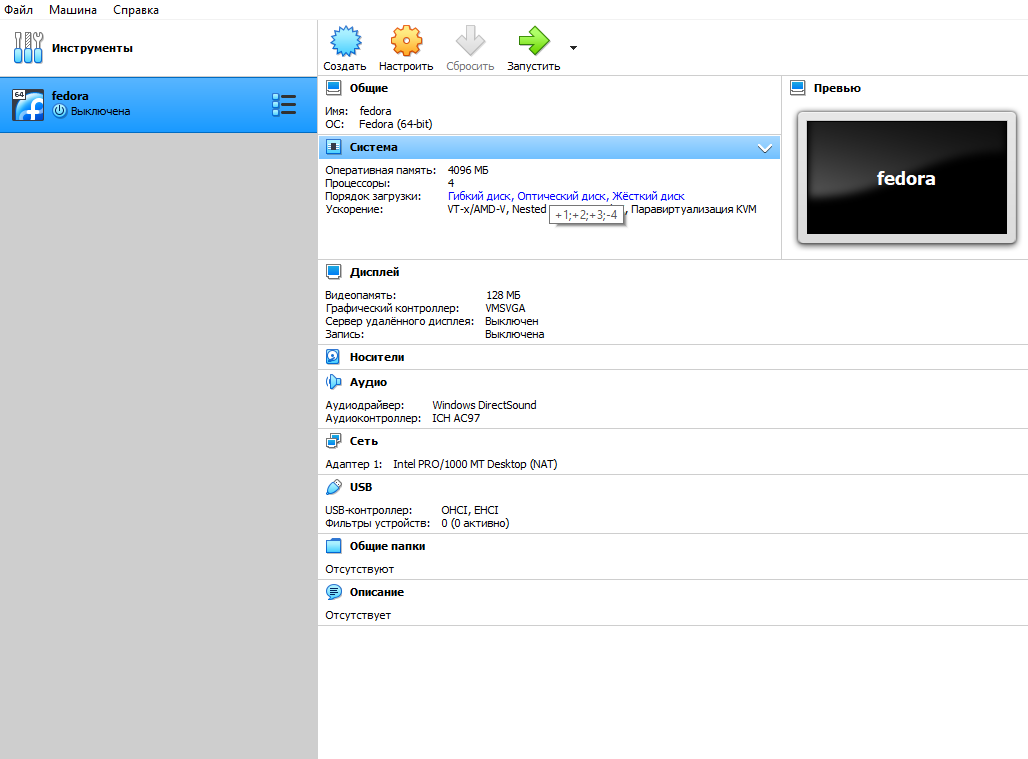 Файл Машина Справка
Инструменты
Создать Настроить Сбросить Запустить
64
fedora
Выключена
Общие
Имя: fedora
ОС: Fedora (64-bit)
Система
Оперативная память: 4096 МБ
Процессоры: 4
Порядок загрузки: Гибкий диск, Оптический диск, Жёсткий диск
Ускорение: VT-x/AMD-V, Nested , Паравиртуализация KVM
+1;+2;+3;-4
Превью
fedora
Дисплей
Видеопамять: 128 МБ
Графический контроллер: VMSVGA
Сервер удалённого дисплея: Выключен
Запись: Выключена
Носители
Аудио
Аудиодрайвер: Windows DirectSound
Аудиоконтроллер: ICH AC97
Сеть
Адаптер 1: Intel PRO/1000 MT Desktop (NAT)
USB
USB-контроллер: OHCI, EHCI
Фильтры устройств: 0 (0 активно)
Общие папки
Отсутствуют
Описание
Отсутствует